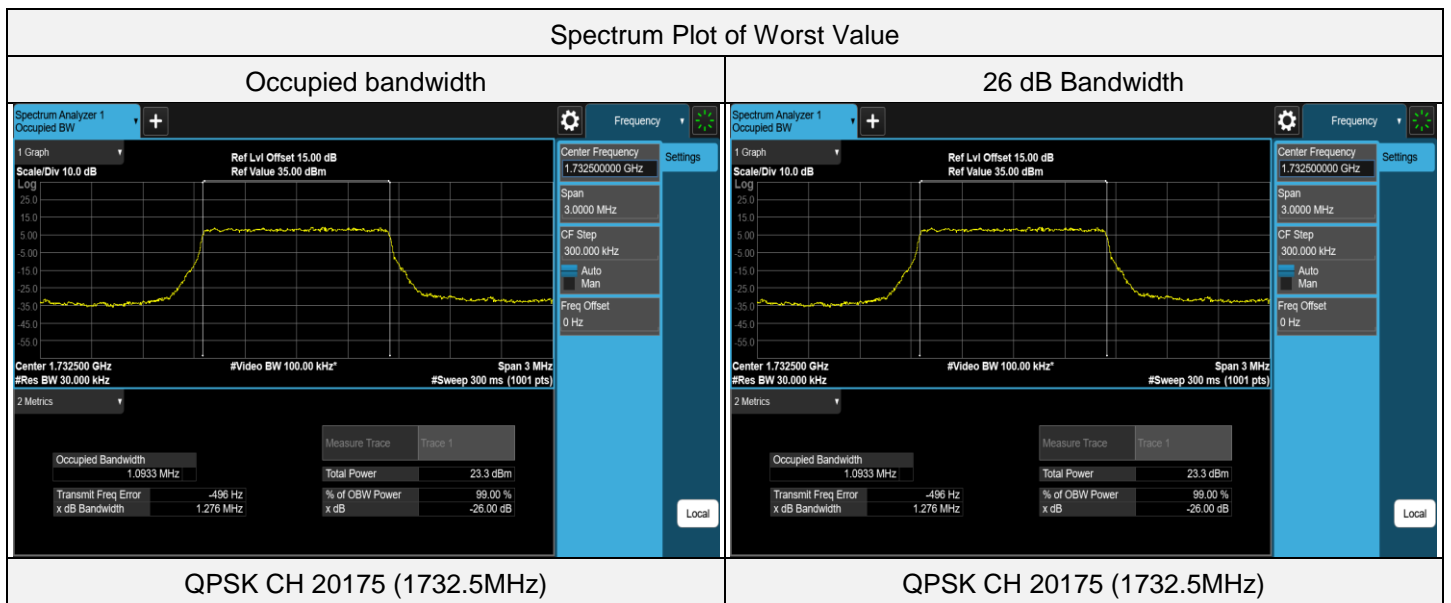 Spectrum Plot of Worst Value
Occupied bandwidth
26 dB Bandwidth
Spectrum Analyzer 1
Occupied BW
+
Frequency
1 Graph
Scale/Div 10.0 dB
Ref Lvl Offset 15.00 dB
Ref Value 35.00 dBm
Log
25.0
15.0
5.00
-5.00
-15.0
-25.0
-35.0
-45.0
-55.0
Center 1.732500 GHz
#Res BW 30.000 kHz
#Video BW 100.00 kHz*
Span 3 MHz
#Sweep 300 ms (1001 pts)
Center Frequency
1.732500000 GHz
Settings
Span
3.0000 MHz
CF Step
300.000 kHz
Auto
Man
Freq Offset
0 Hz
Local
2 Metrics
Measure Trace Trace 1
Occupied Bandwidth
1.0933 MHz
Total Power 23.3 dBm
Transmit Freq Error -496 Hz
% of OBW Power 99.00 %
x dB Bandwidth 1.276 MHz
x dB -26.00 dB
Spectrum Analyzer 1
Occupied BW
+
Frequency
1 Graph
Scale/Div 10.0 dB
Ref Lvl Offset 15.00 dB
Ref Value 35.00 dBm
Log
25.0
15.0
5.00
-5.00
-15.0
-25.0
-35.0
-45.0
-55.0
Center 1.732500 GHz
#Res BW 30.000 kHz
#Video BW 100.00 kHz*
Span 3 MHz
#Sweep 300 ms (1001 pts)
Center Frequency
1.732500000 GHz
Settings
Span
3.0000 MHz
CF Step
300.000 kHz
Auto
Man
Freq Offset
0 Hz
Local
2 Metrics
Measure Trace Trace 1
Occupied Bandwidth
1.0933 MHz
Total Power 23.3 dBm
Transmit Freq Error -496 Hz
% of OBW Power 99.00 %
x dB Bandwidth 1.276 MHz
x dB -26.00 dB
QPSK CH 20175 (1732.5MHz)
QPSK CH 20175 (1732.5MHz)